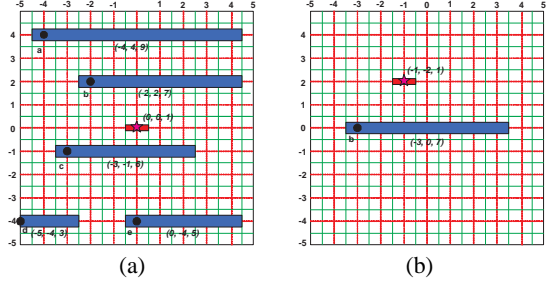 -5 -4 -3 -2 -1 0 1 2 3 4 5
4
3
2
1
0
-1
-2
-3
-4
-5
a
(-4, 4, 9)
b
(-2, 2, 7)
(0, 0, 1)
c
(-3, -1, 6)
d
(-5, -4, 3)
e
(0, -4, 5)
(a)
-5 -4 -3 -2 -1 0 1 2 3 4 5
4
3
2
1
0
-1
-2
-3
-4
-5
(-1, -2, 1)
b
(-3, 0, 7)
(b)